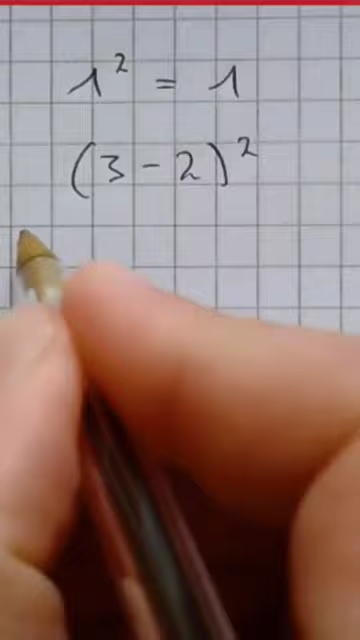 1² = 1
(3 - 2)²